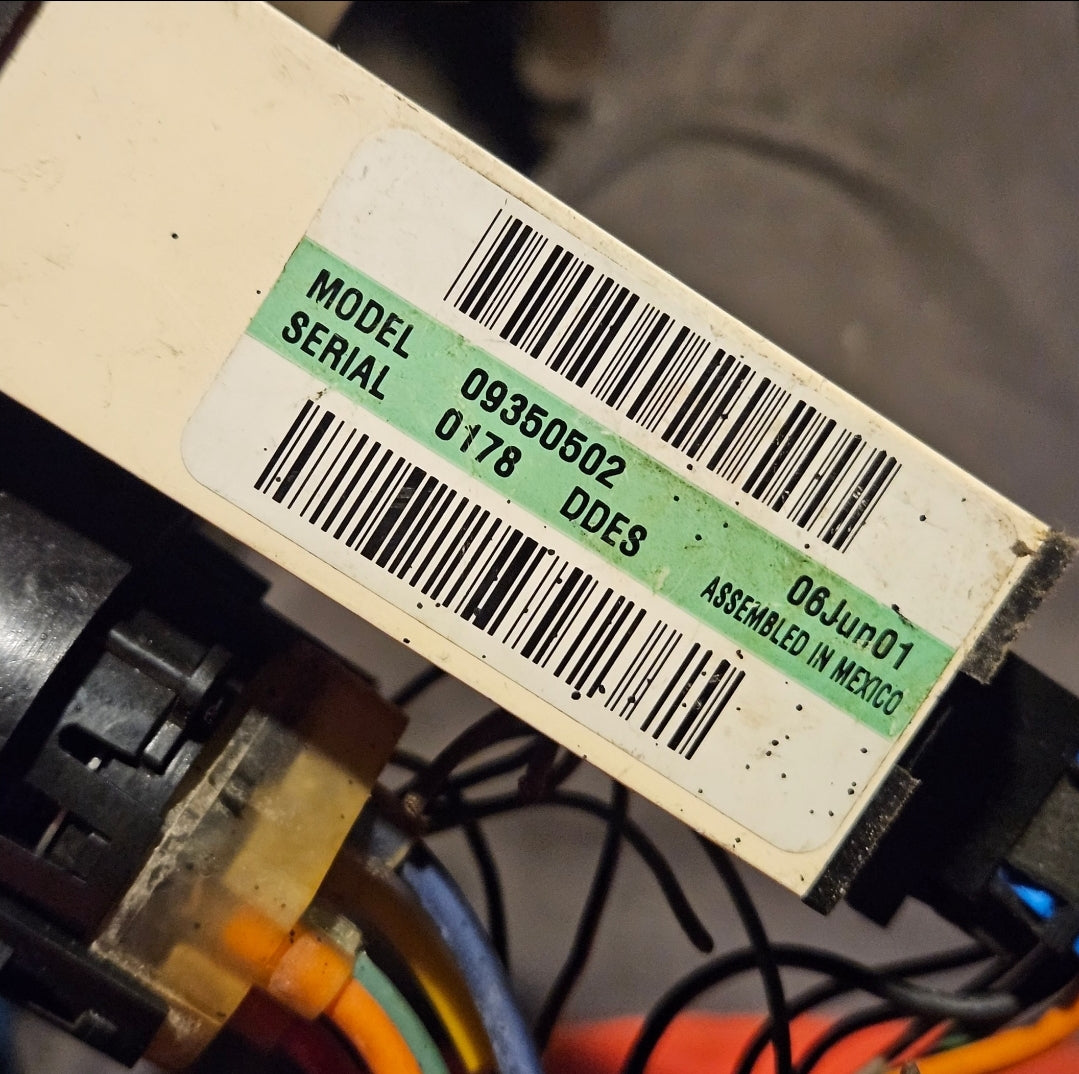 MODEL 09350502 06Jun01
SERIAL 0178 DDES ASSEMBLED IN MEXICO